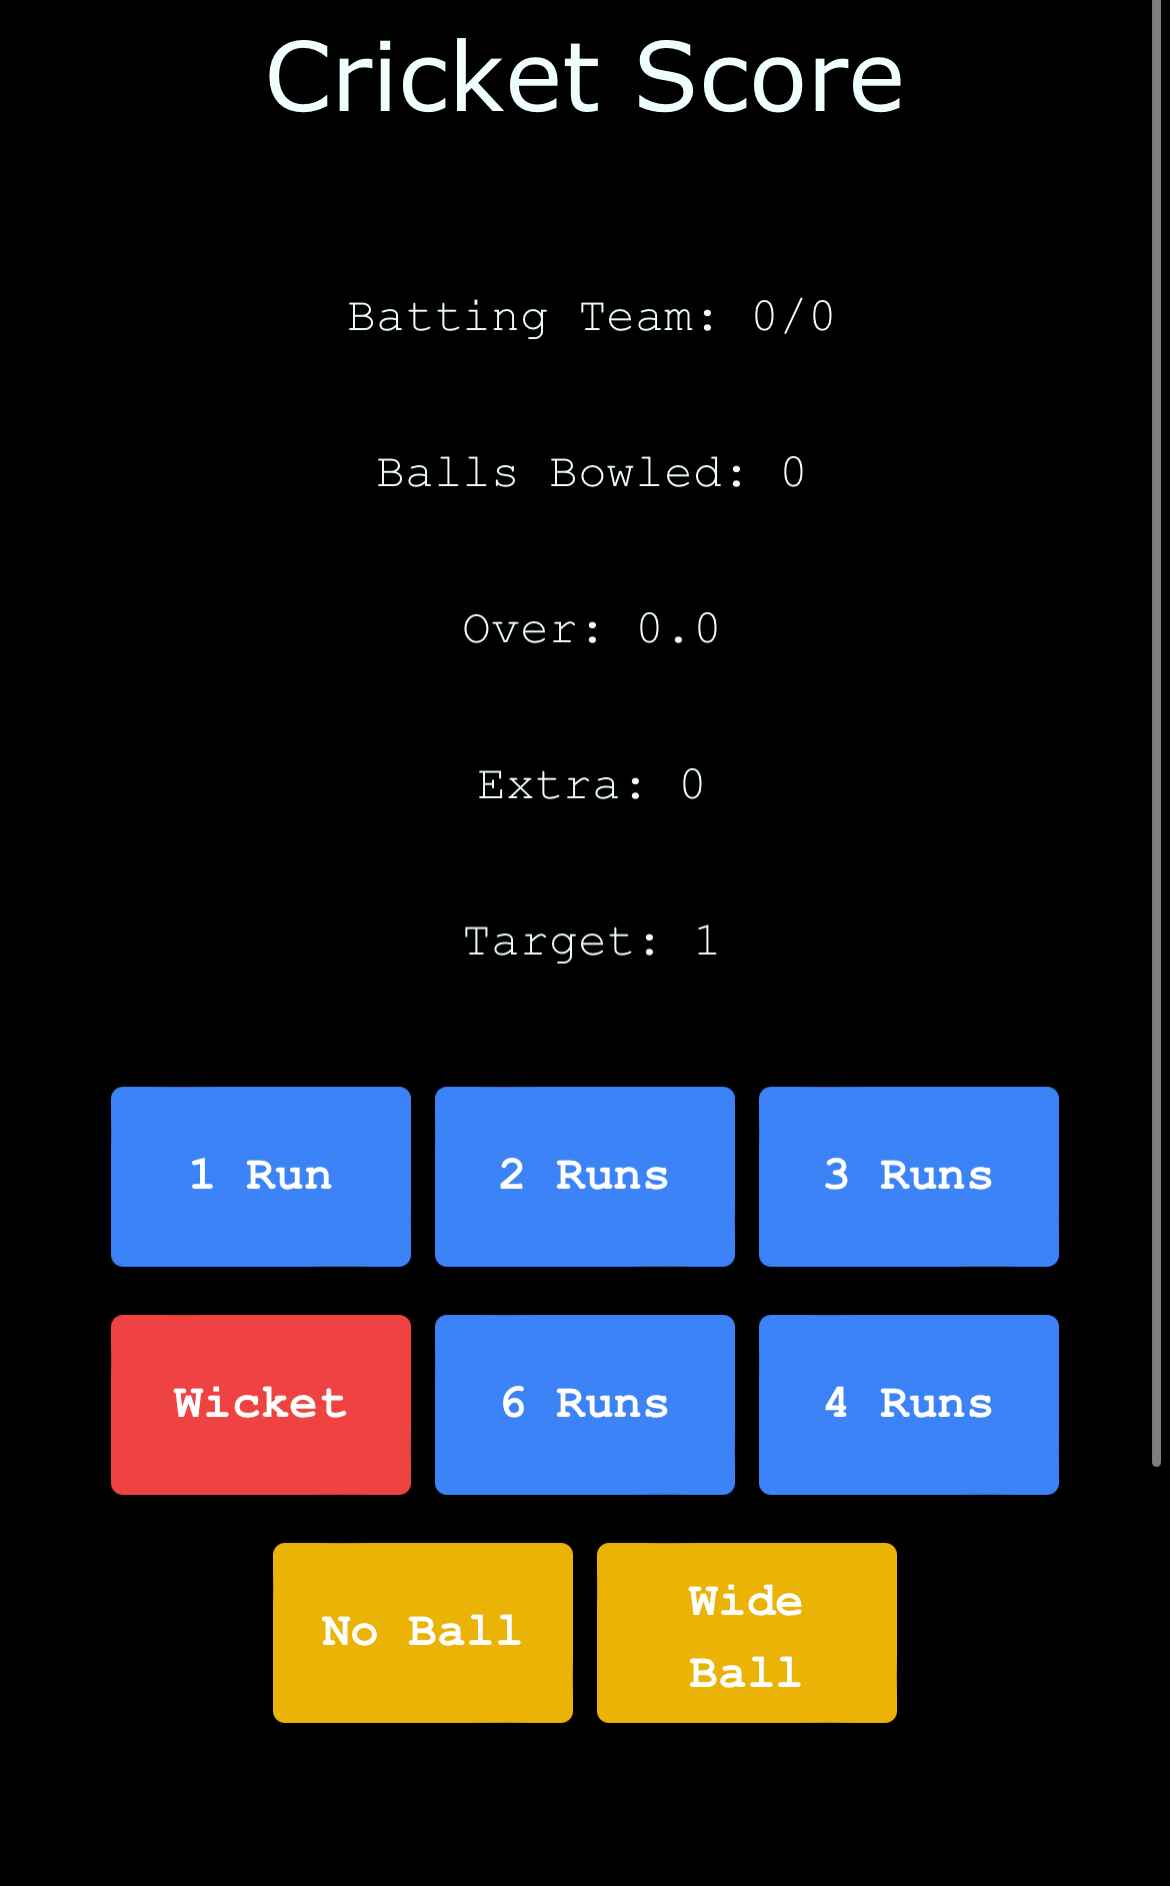 Cricket Score
Batting Team: 0/0
Balls Bowled: 0
Over: 0.0
Extra: 0
Target: 1
1 Run
2 Runs
3 Runs
Wicket
6 Runs
4 Runs
No Ball
Wide
Ball